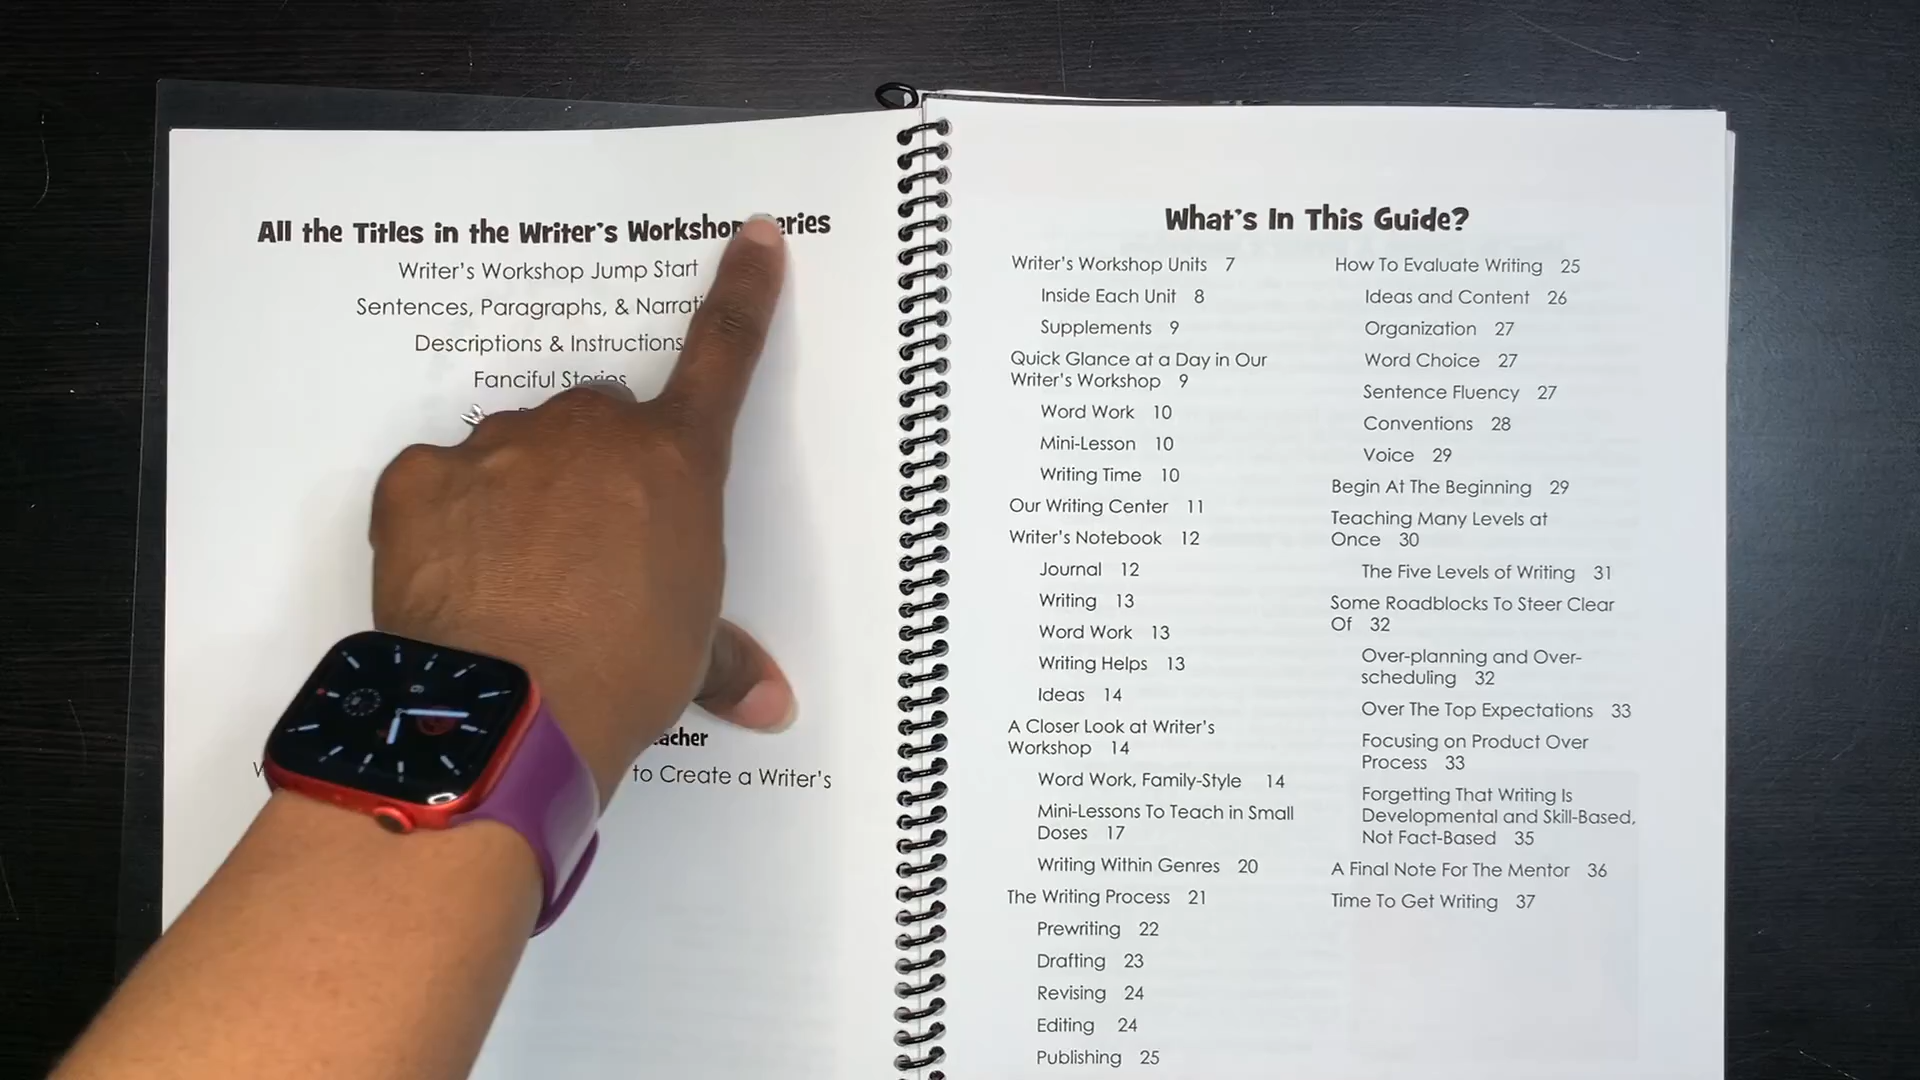 All the Titles in the Writer's Workshop Series
Writer's Workshop Jump Start
Sentences, Paragraphs, &
Descriptions & Instructions
Fanciful Stories
to Create a Writer's
What's In This Guide?
Writer's Workshop Units 7
Inside Each Unit 8
Supplements 9
Quick Glance at a Day in Our
Writer's Workshop 9
Word Work 10
Mini-Lesson 10
Writing Time 10
Our Writing Center 11
Writer's Notebook 12
Journal 12
Writing 13
Word Work 13
Writing Helps 13
Ideas 14
A Closer Look at Writer's
Workshop 14
Word Work, Family-Style 14
Mini-Lessons To Teach in Small
Doses 17
Writing Within Genres 20
The Writing Process 21
Prewriting 22
Drafting 23
Revising 24
Editing 24
Publishing 25
How To Evaluate Writing 25
Ideas and Content 26
Organization 27
Word Choice 27
Sentence Fluency 27
Conventions 28
Voice 29
Begin At The Beginning 29
Teaching Many Levels at
Once 30
The Five Levels of Writing 31
Some Roadblocks To Steer Clear
Of 32
Over-planning and Over-
scheduling 32
Over The Top Expectations 33
Focusing on Product Over
Process 33
Forgetting That Writing Is
Developmental and Skill-Based,
Not Fact-Based 35
A Final Note For The Mentor 36
Time To Get Writing 37